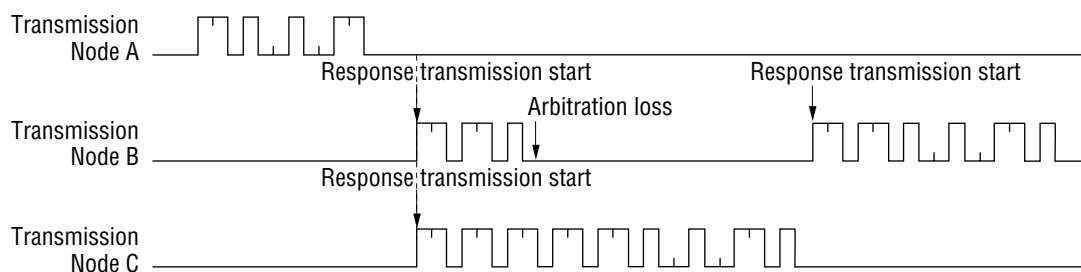 Transmission
Node A
Response transmission start
Response transmission start
Arbitration loss
Transmission
Node B
Response transmission start
Transmission
Node C